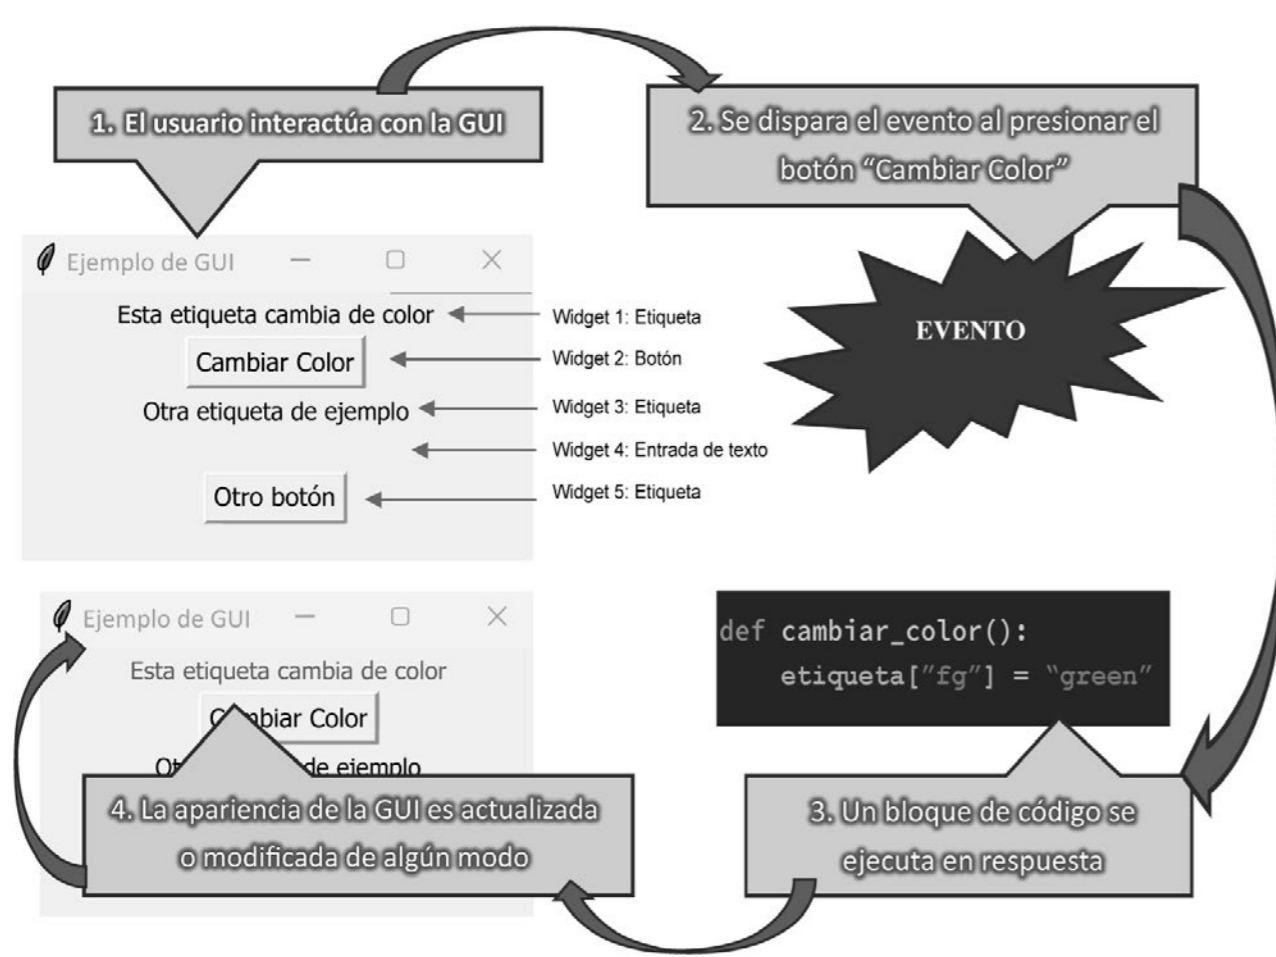 1. El usuario interactúa con la GUI
2. Se dispara el evento al presionar el
botón “Cambiar Color”
Ejemplo de GUI
Esta etiqueta cambia de color
Cambiar Color
Otra etiqueta de ejemplo
Otro botón
Widget 1: Etiqueta
Widget 2: Botón
Widget 3: Etiqueta
Widget 4: Entrada de texto
Widget 5: Etiqueta
EVENTO
def cambiar_color():
etiqueta[”fg”] = “green”
3. Un bloque de código se
ejecuta en respuesta
Ejemplo de GUI
Esta etiqueta cambia de color
Cambiar Color
de ejemplo
4. La apariencia de la GUI es actualizada
o modificada de algún modo